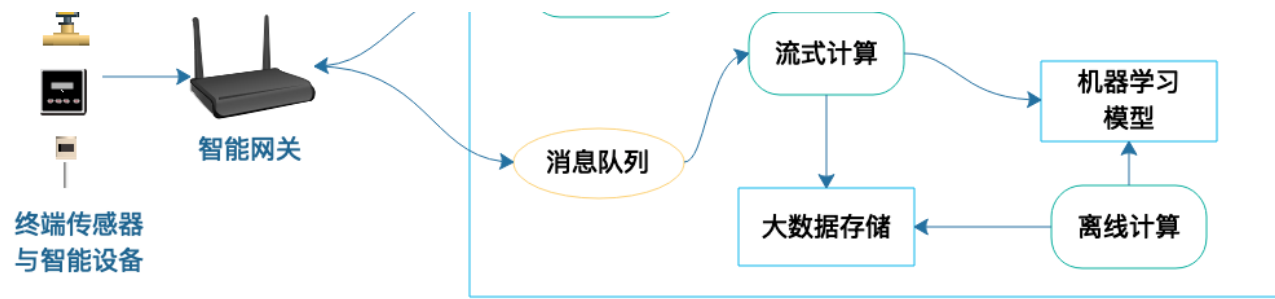 流式计算
机器学习
模型
智能网关
消息队列
终端传感器
与智能设备
大数据存储
离线计算